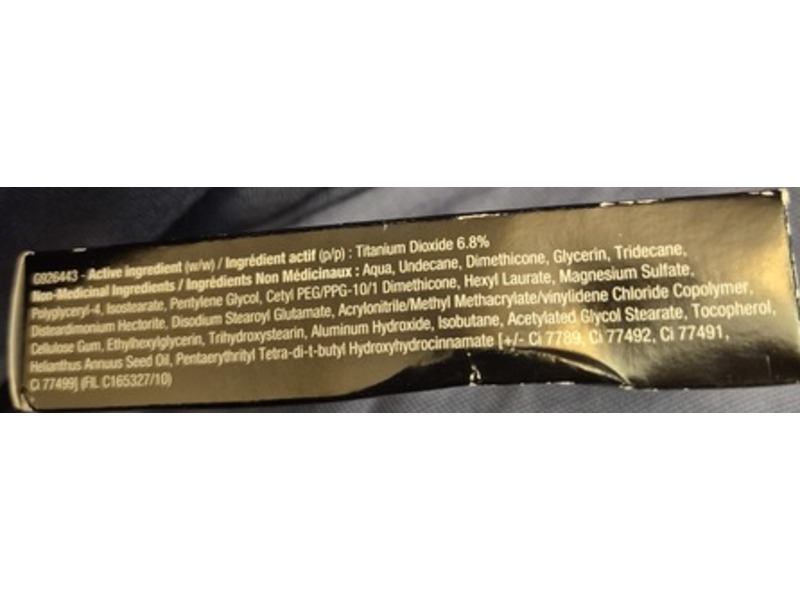 G926443 - Active ingredient (w/w) / Ingrédient actif (p/p) : Titanium Dioxide 6.8%
Non-Medicinal Ingredients / Ingrédients Non Médicinaux : Aqua, Undecane, Dimethicone, Glycerin, Tridecane,
Polyglyceryl-4, Isostearate, Pentylene Glycol, Cetyl PEG/PPG-10/1 Dimethicone, Hexyl Laurate, Magnesium Sulfate,
Disteardimonium Hectorite, Disodium Stearoyl Glutamate, Acrylonitrile/Methyl Methacrylate/vinylidene Chloride Copolymer,
Cellulose Gum, Ethylhexylglycerin, Trihydroxystearin, Aluminum Hydroxide, Isobutane, Acetylated Glycol Stearate, Tocopherol,
Helianthus Annuus Seed Oil, Pentaerythrityl Tetra-di-t-butyl Hydroxyhydrocinnamate [+/- Ci 7789, Ci 77492, Ci 77491,
Ci 77499] (FIL C165327/10)